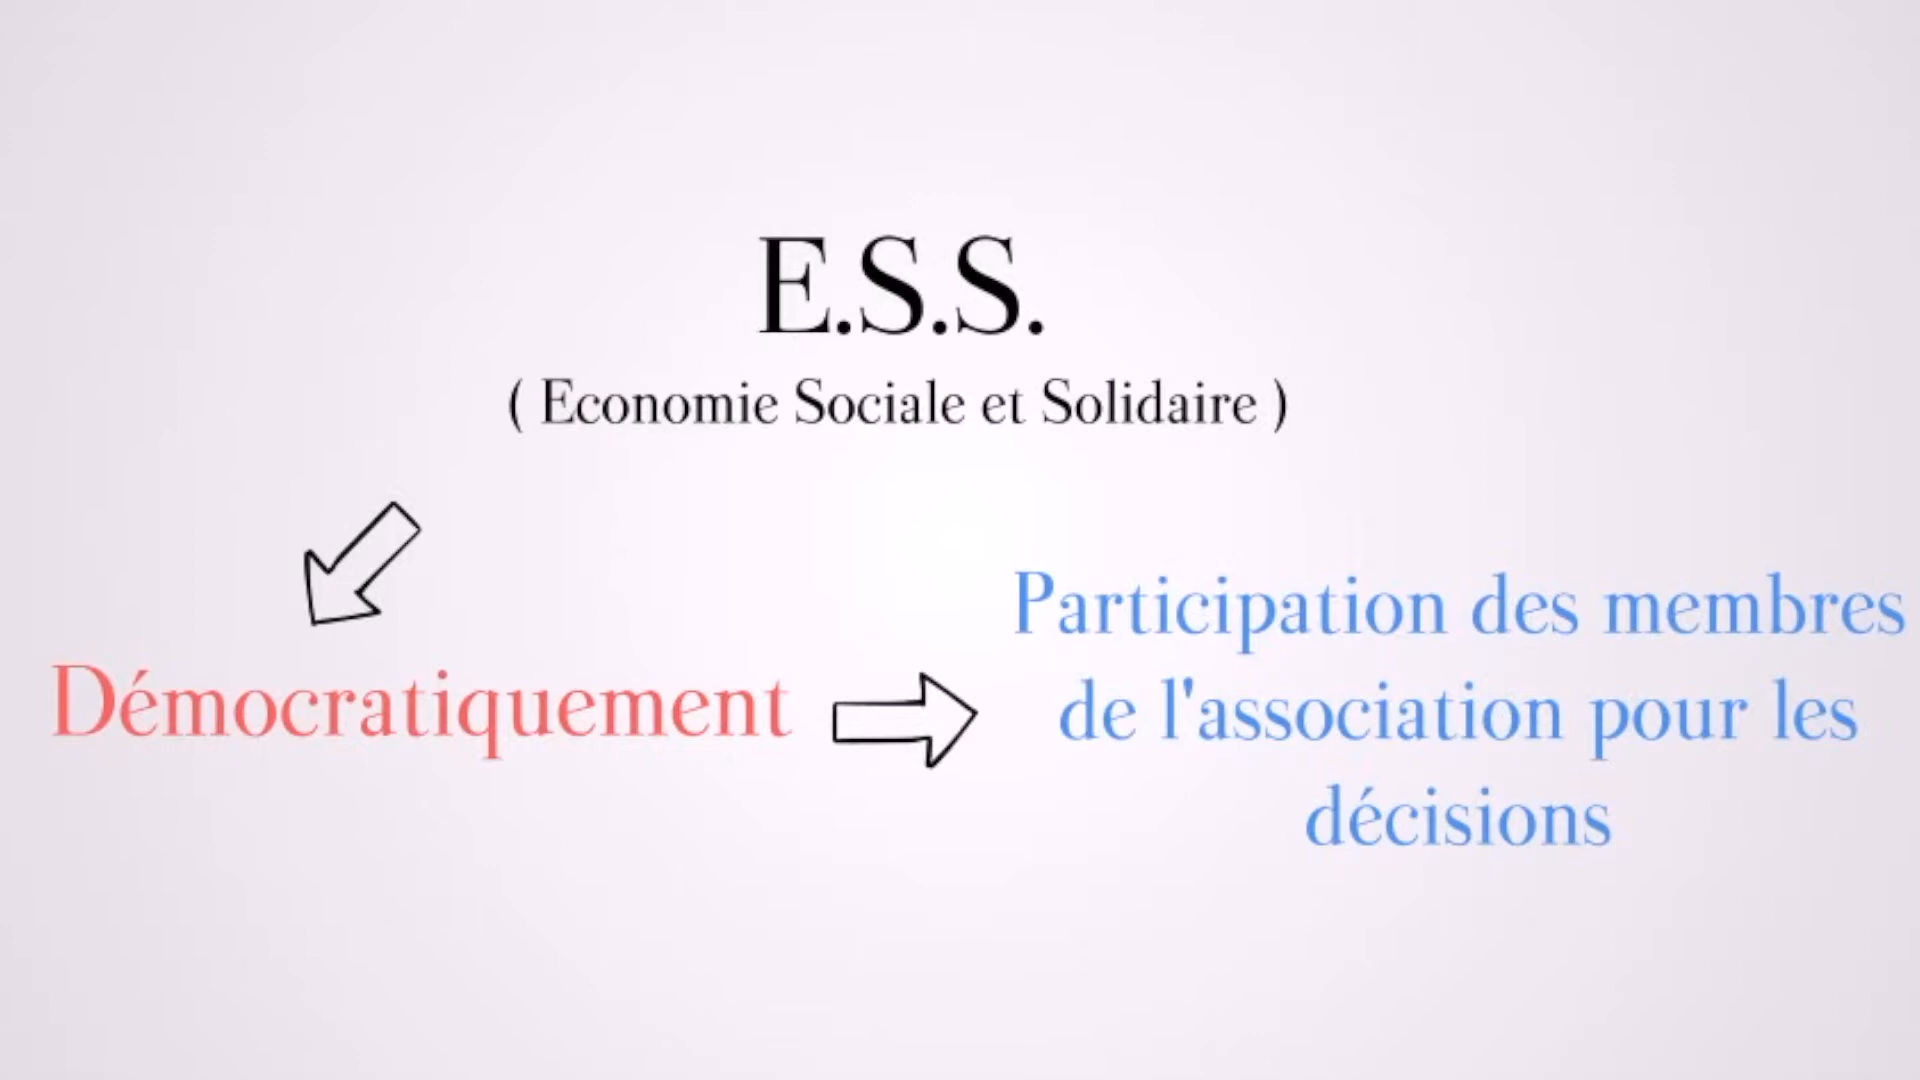 E.S.S.
( Economie Sociale et Solidaire )
Démocratiquement
Participation des membres
de l'association pour les
décisions